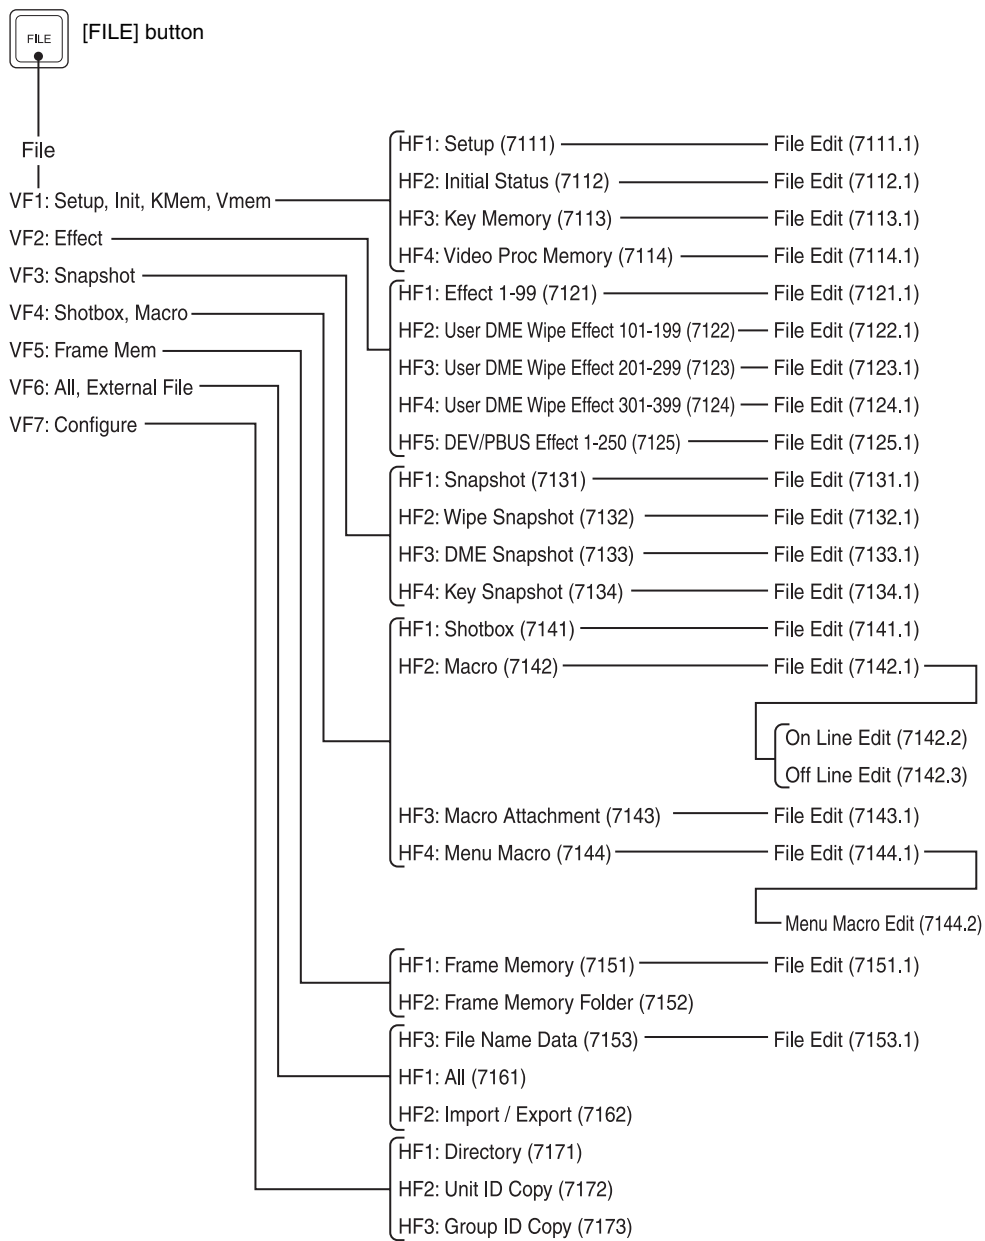 FILE
[FILE] button
File
VF1: Setup, Init, KMem, Vmem
VF2: Effect
VF3: Snapshot
VF4: Shotbox, Macro
VF5: Frame Mem
VF6: All, External File
VF7: Configure
HF1: Setup (7111) File Edit (7111.1)
HF2: Initial Status (7112) File Edit (7112.1)
HF3: Key Memory (7113) File Edit (7113.1)
HF4: Video Proc Memory (7114) File Edit (7114.1)
HF1: Effect 1-99 (7121) File Edit (7121.1)
HF2: User DME Wipe Effect 101-199 (7122) File Edit (7122.1)
HF3: User DME Wipe Effect 201-299 (7123) File Edit (7123.1)
HF4: User DME Wipe Effect 301-399 (7124) File Edit (7124.1)
HF5: DEV/PBUS Effect 1-250 (7125) File Edit (7125.1)
HF1: Snapshot (7131) File Edit (7131.1)
HF2: Wipe Snapshot (7132) File Edit (7132.1)
HF3: DME Snapshot (7133) File Edit (7133.1)
HF4: Key Snapshot (7134) File Edit (7134.1)
HF1: Shotbox (7141) File Edit (7141.1)
HF2: Macro (7142) File Edit (7142.1)
On Line Edit (7142.2)
Off Line Edit (7142.3)
HF3: Macro Attachment (7143) File Edit (7143.1)
HF4: Menu Macro (7144) File Edit (7144.1)
Menu Macro Edit (7144.2)
HF1: Frame Memory (7151) File Edit (7151.1)
HF2: Frame Memory Folder (7152)
HF3: File Name Data (7153) File Edit (7153.1)
HF1: All (7161)
HF2: Import / Export (7162)
HF1: Directory (7171)
HF2: Unit ID Copy (7172)
HF3: Group ID Copy (7173)